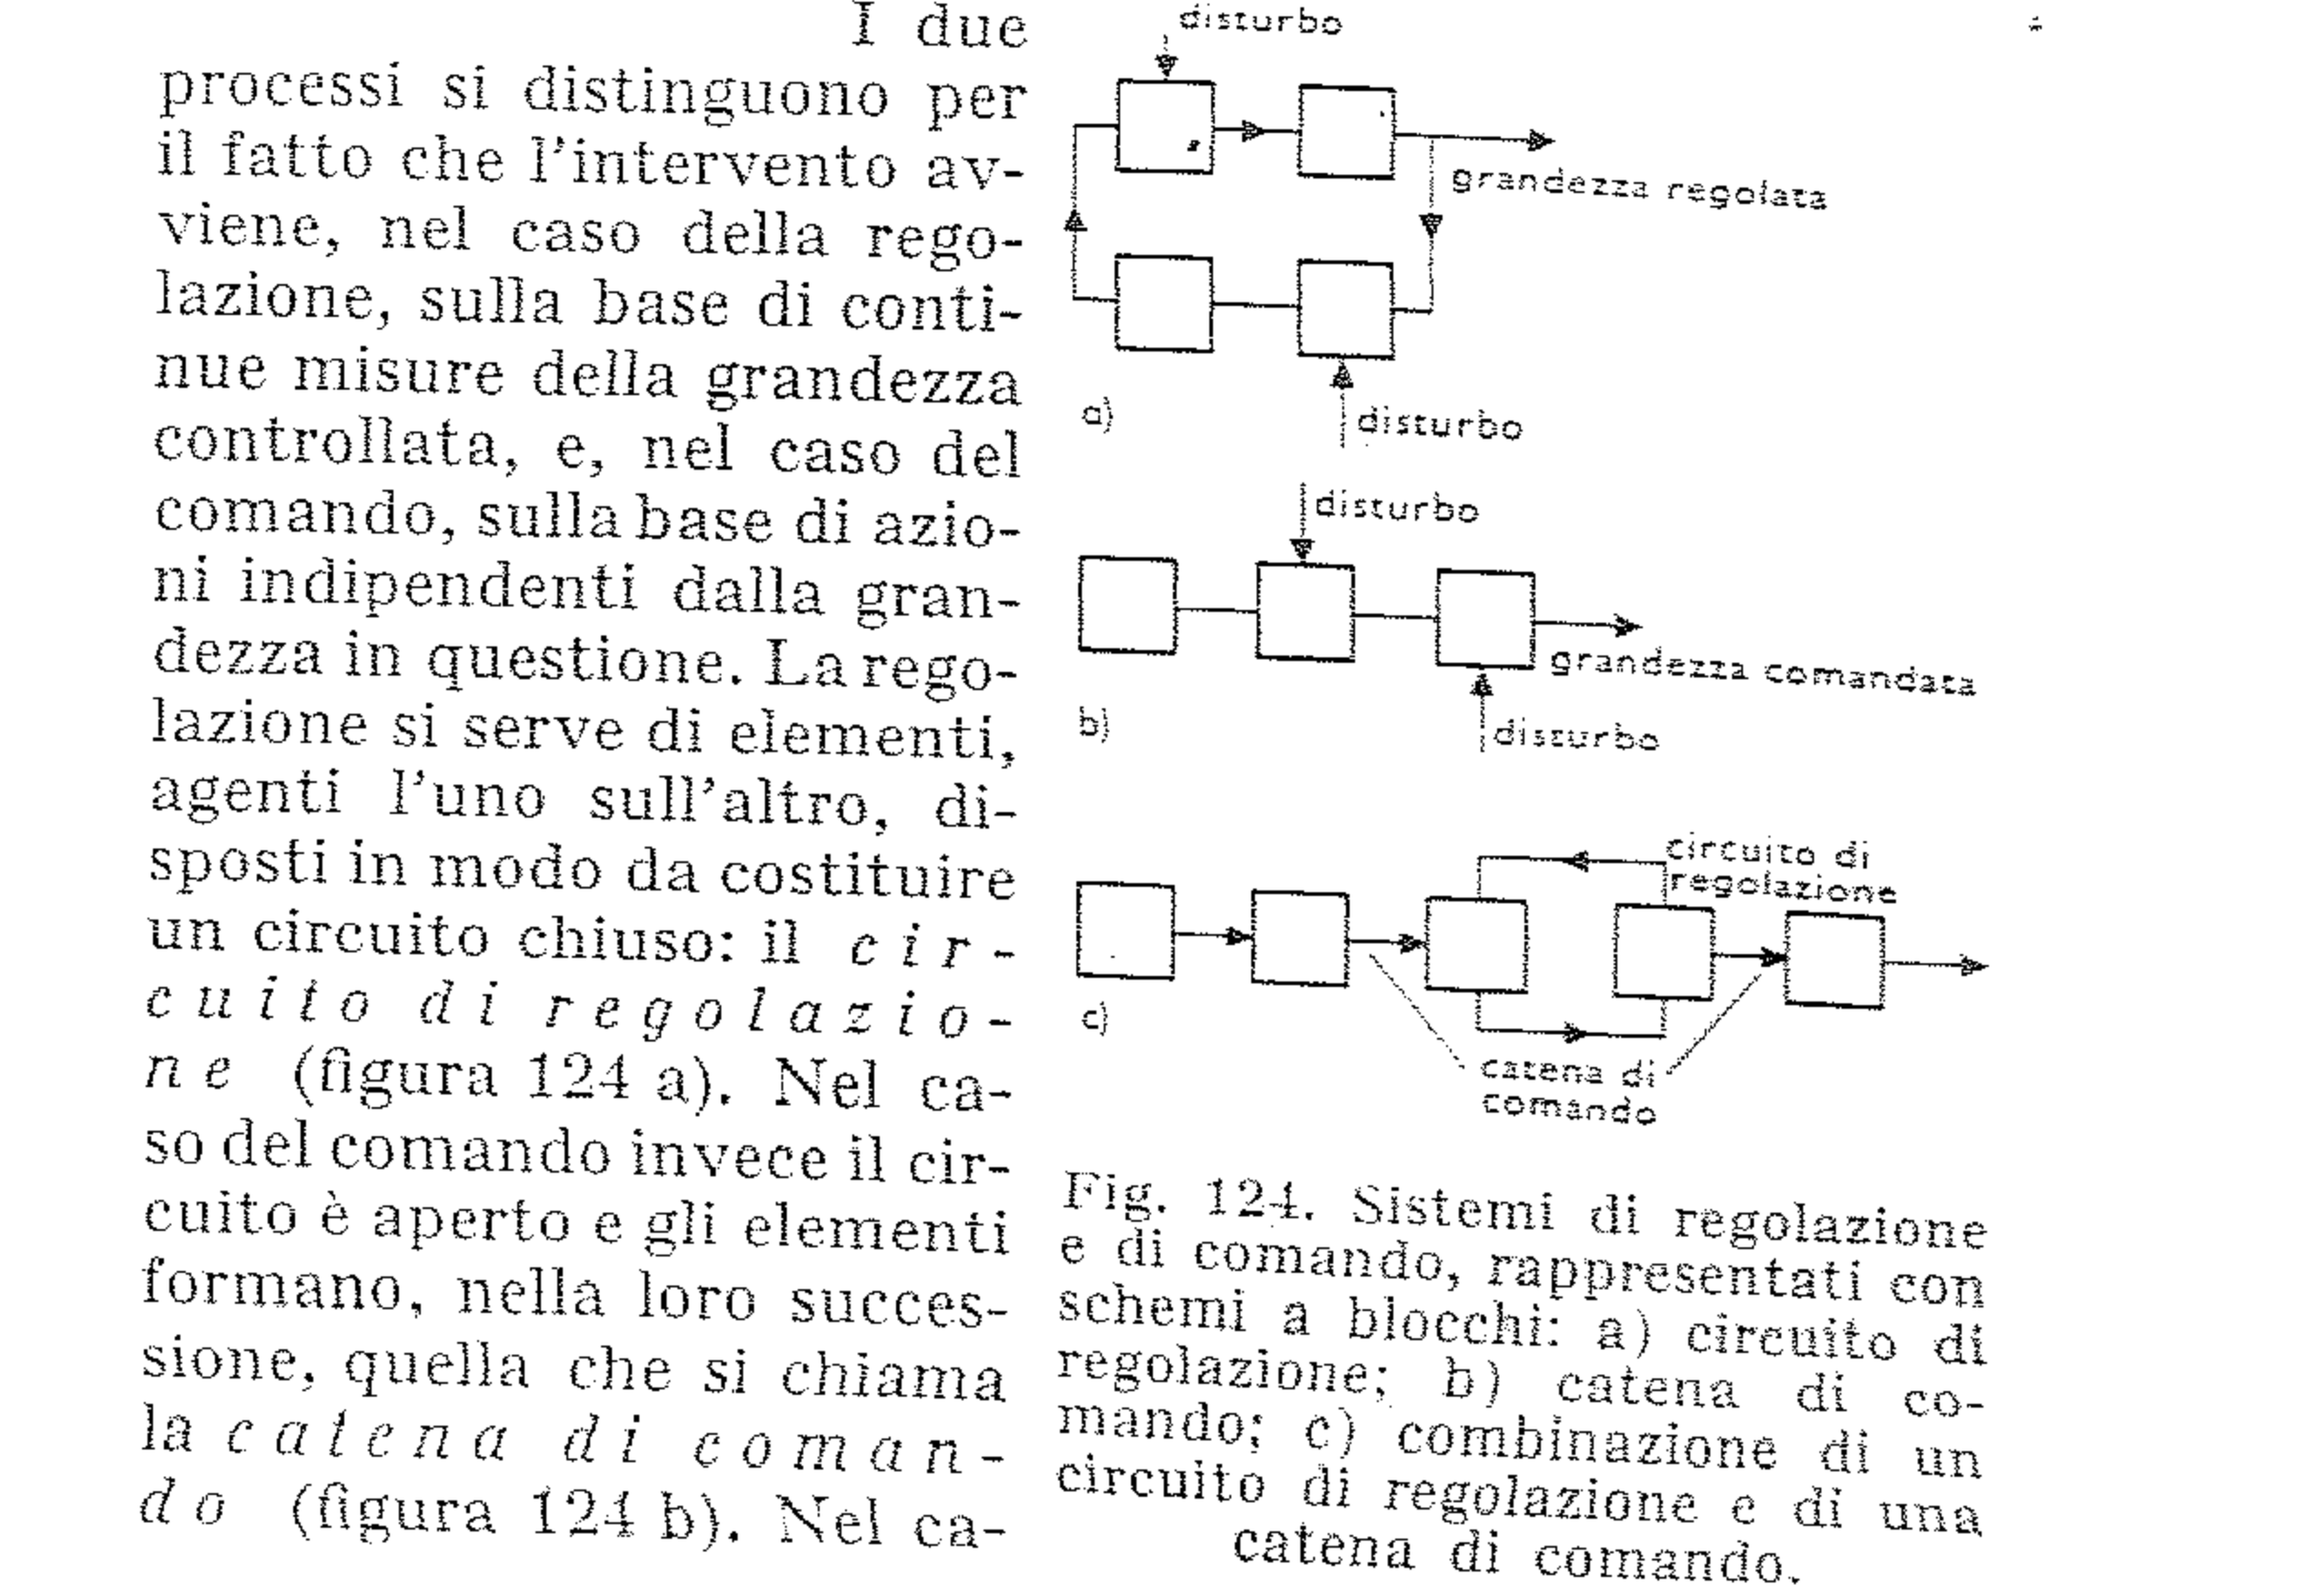 I due
processi si distinguono per
il fatto che l'intervento av-
viene, nel caso della rego-
lazione, sulla base di conti-
nue misure della grandezza
controllata, e, nel caso del
comando, sulla base di azio-
ni indipendenti dalla gran-
dezza in questione. La rego-
lazione si serve di elementi,
agenti l'uno sull'altro, di-
sposti in modo da costituire
un circuito chiuso: il cir-
cuito di regolazio-
ne (figura 124 a). Nel ca-
so del comando invece il cir-
cuito è aperto e gli elementi
formano, nella loro succes-
sione, quella che si chiama
la catena di coman-
do (figura 124 b). Nel ca-
disturbo
grandezza regolata
a)
disturbo
disturbo
grandezza comandata
b)
disturbo
circuito di
regolazione
c)
catena di
comando
Fig. 124. Sistemi di regolazione
e di comando, rappresentati con
schemi a blocchi: a) circuito di
regolazione; b) catena di co-
mando; c) combinazione di un
circuito di regolazione e di una
catena di comando.